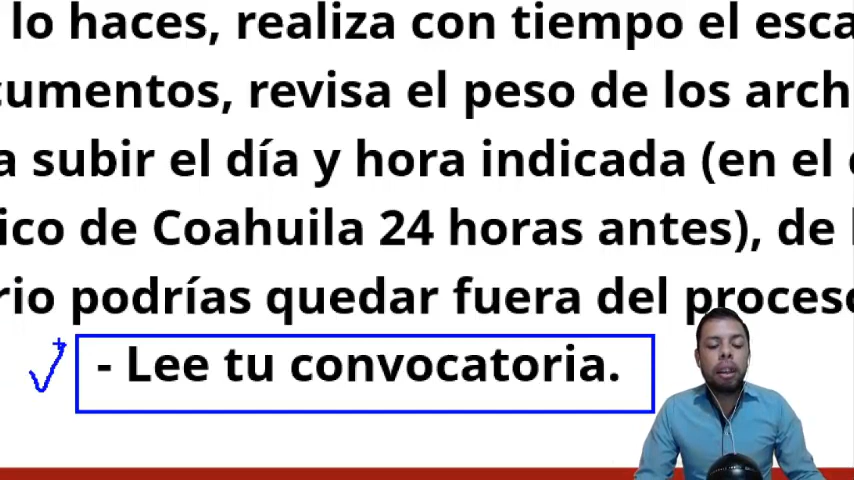 lo haces, realiza con tiempo el esca
cumentos, revisa el peso de los arch
a subir el día y hora indicada (en el
ico de Coahuila 24 horas antes), de
rio podrías quedar fuera del proceso
- Lee tu convocatoria.